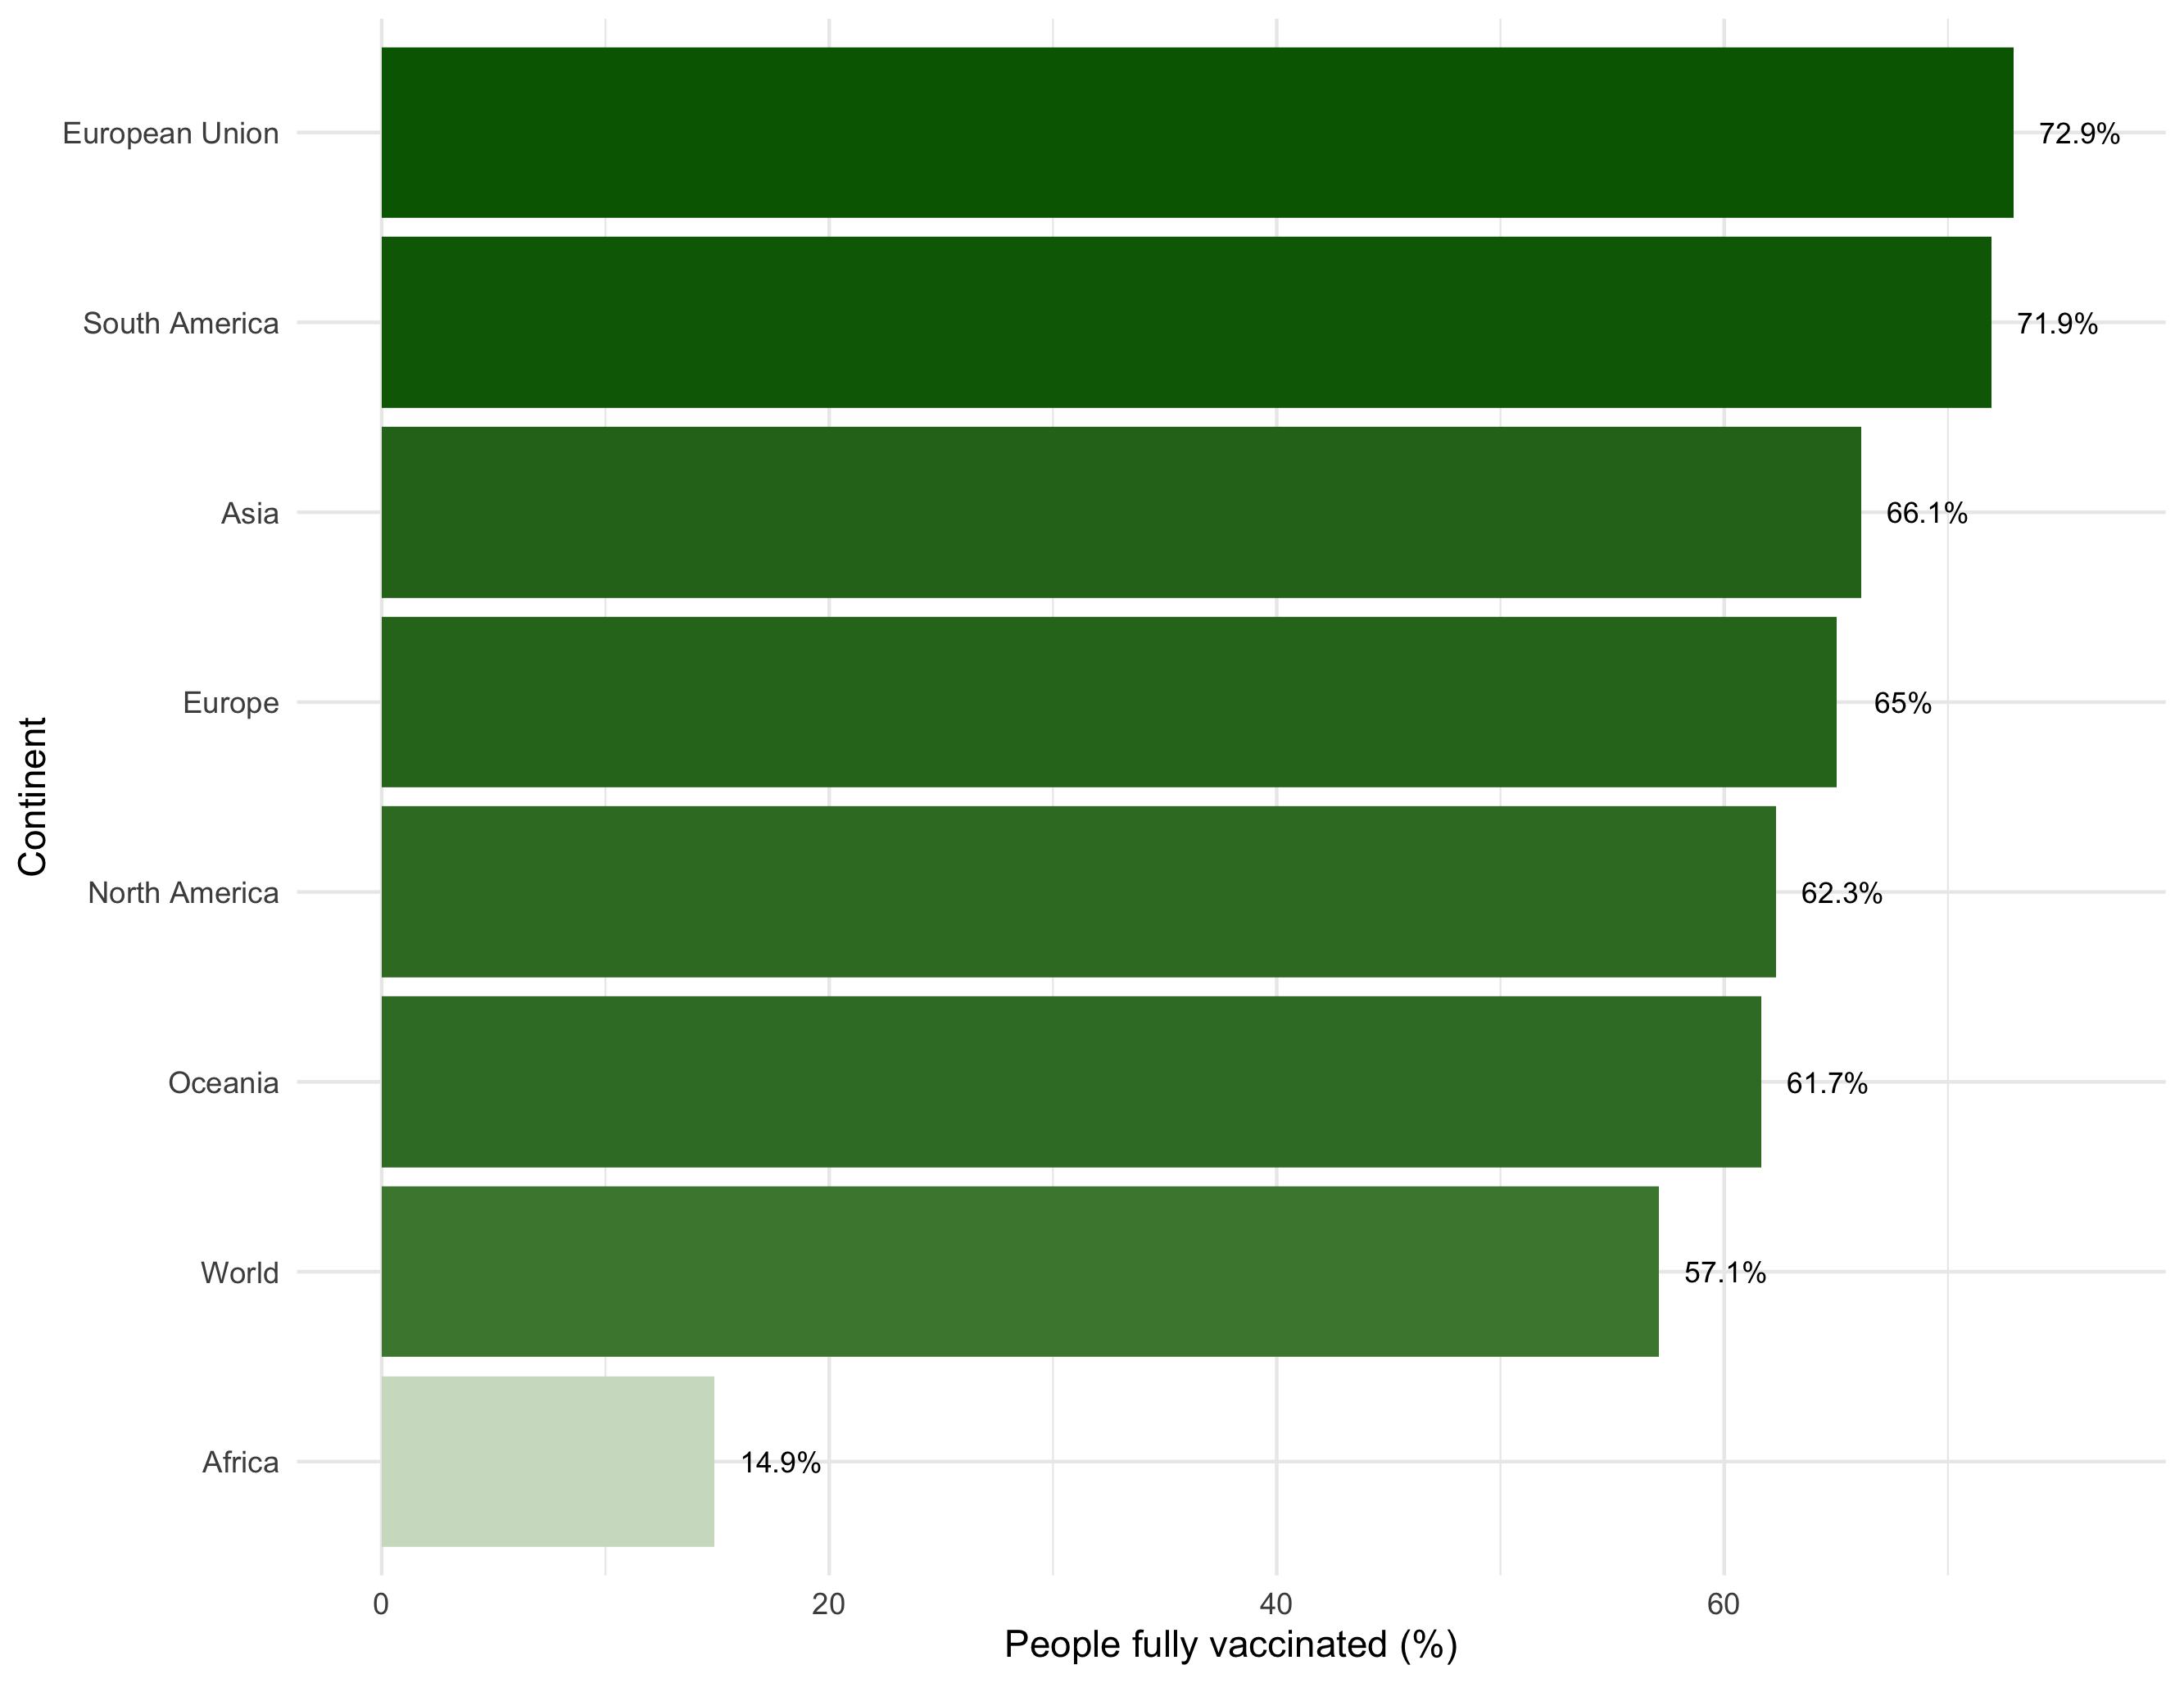 Continent
European Union 72.9%
South America 71.9%
Asia 66.1%
Europe 65%
North America 62.3%
Oceania 61.7%
World 57.1%
Africa 14.9%
0 20 40 60
People fully vaccinated (%)